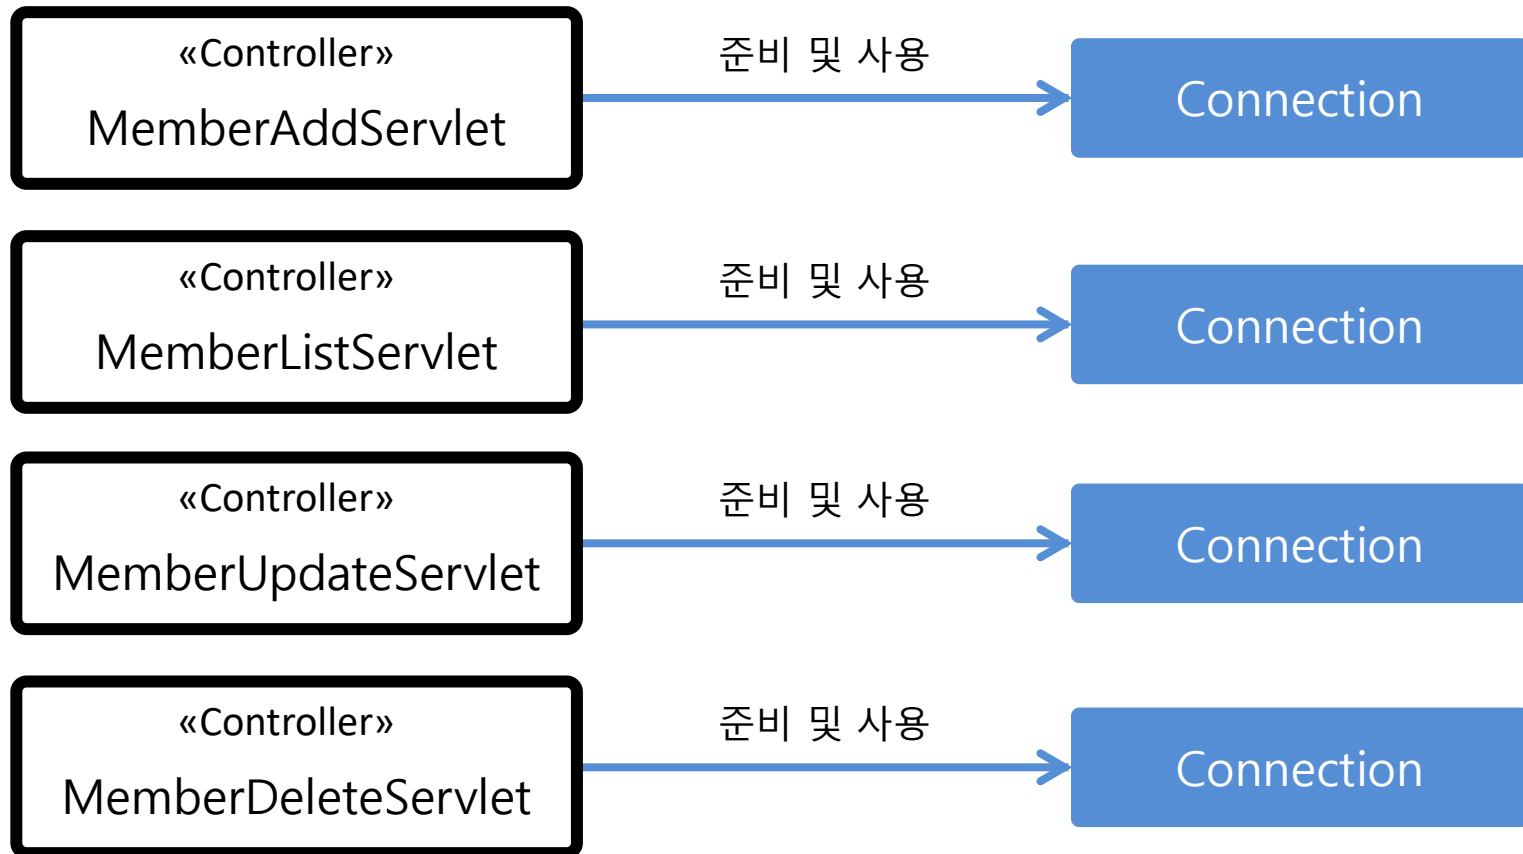 «Controller»
MemberAddServlet
준비 및 사용
Connection
«Controller»
MemberListServlet
준비 및 사용
Connection
«Controller»
MemberUpdateServlet
준비 및 사용
Connection
«Controller»
MemberDeleteServlet
준비 및 사용
Connection